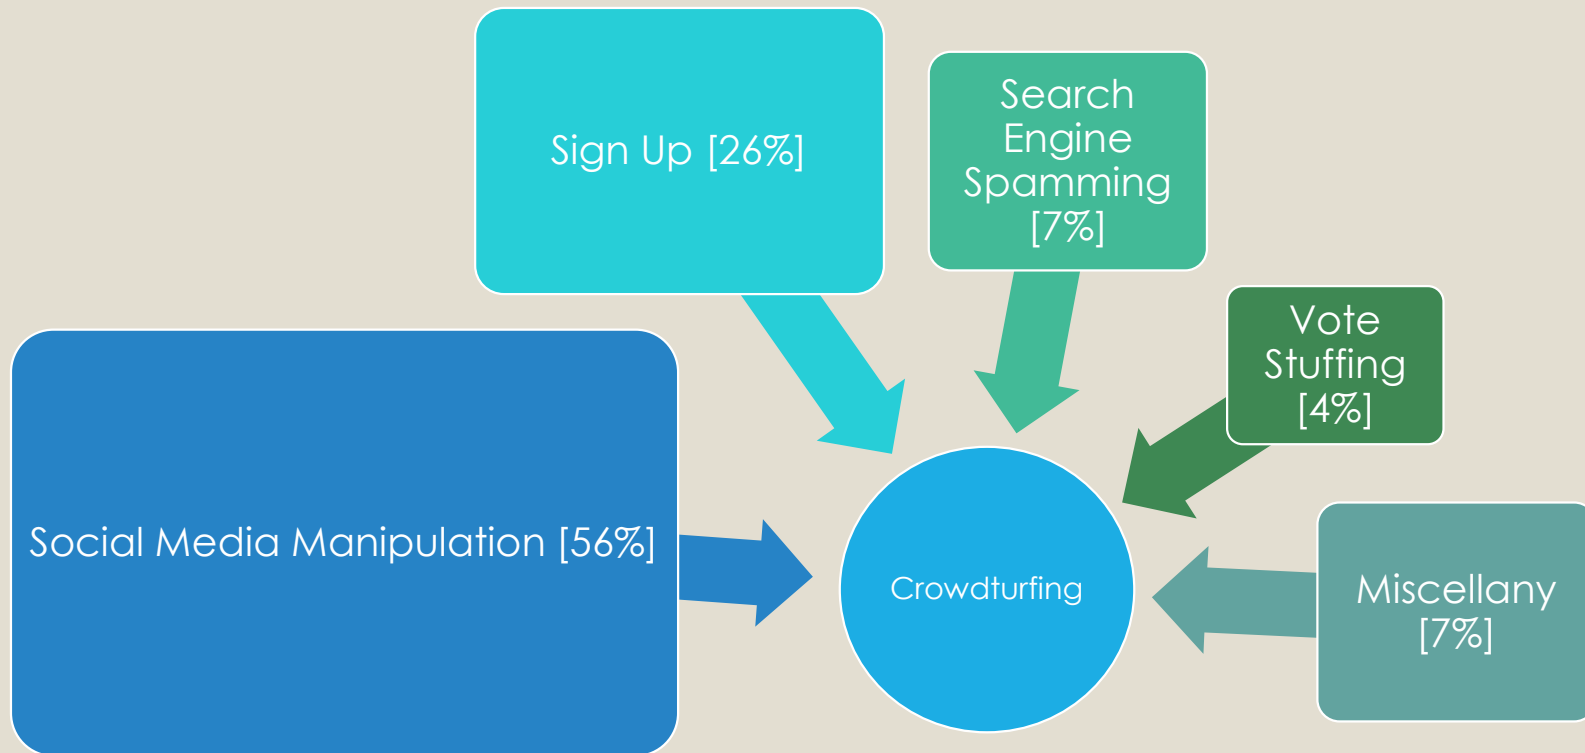 Sign Up [26%]
Search
Engine
Spamming
[7%]
Vote
Stuffing
[4%]
Social Media Manipulation [56%]
Crowdturfing
Miscellany
[7%]